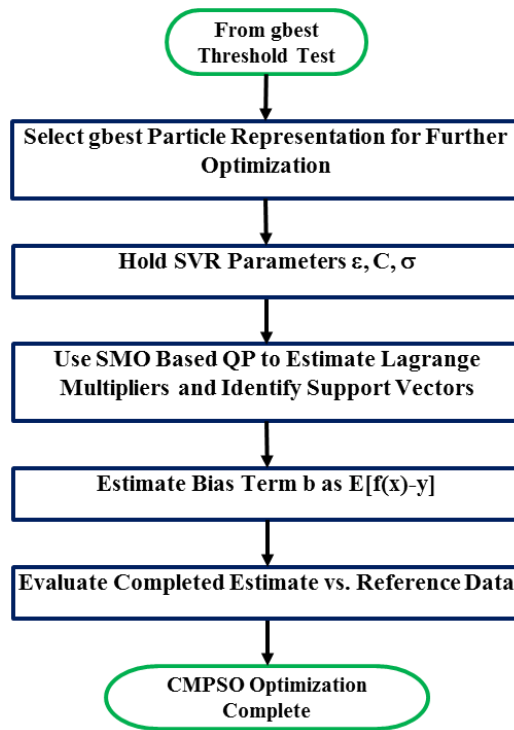 From gbest
Threshold Test
Select gbest Particle Representation for Further
Optimization
Hold SVR Parameters ε, C, σ
Use SMO Based QP to Estimate Lagrange
Multipliers and Identify Support Vectors
Estimate Bias Term b as E[f(x)-y]
Evaluate Completed Estimate vs. Reference Data
CMPSO Optimization
Complete